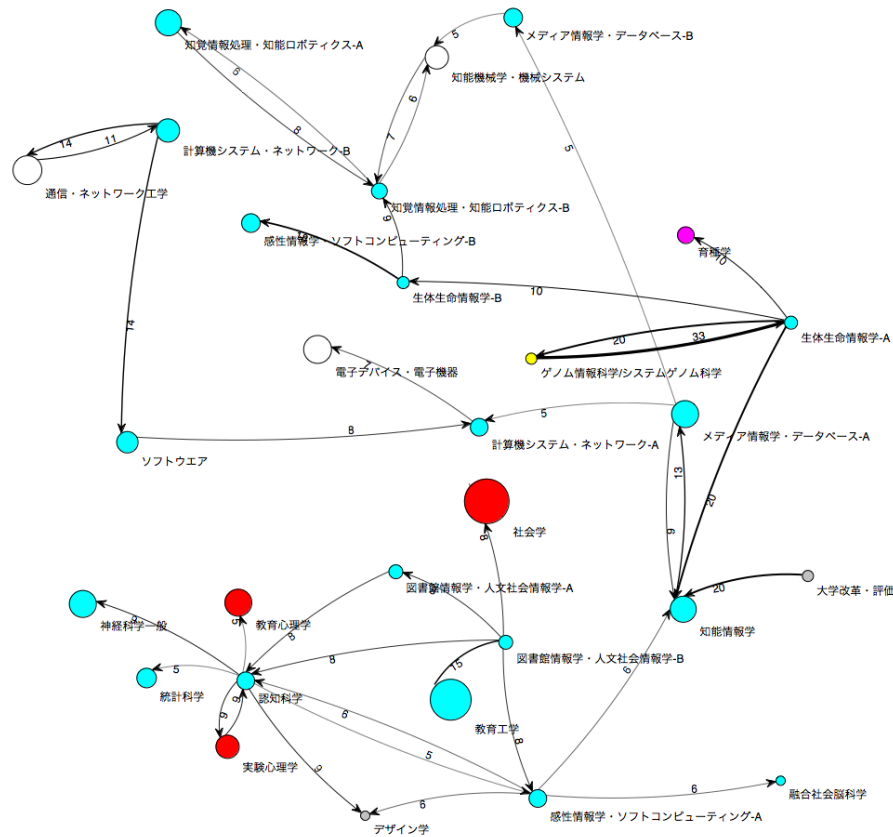 5
メディア情報学・データベース-B
知覚情報処理・知能ロボティクス-A
知能機械学・機械システム
5
6
8
7
14
11
計算機システム・ネットワーク-B
5
通信・ネットワーク工学
知覚情報処理・知能ロボティクス-B
6
感性情報学・ソフトコンピューティング-B
育種学
10
10
生体生命情報学-B
14
生体生命情報学-A
20
33
電子デバイス・電子機器
ゲノム情報科学/システムゲノム科学
5
8
計算機システム・ネットワーク-A
メディア情報学・データベース-A
ソフトウエア
13
20
社会学
8
9
図書館情報学・人文社会情報学-A
20
大学改革・評価
神経科学一般
教育心理学
5
8
知能情報学
8
図書館情報学・人文社会情報学-B
5
15
統計科学
認知科学
6
9
6
教育工学
8
5
実験心理学
9
6
6
融合社会脳科学
デザイン学
感性情報学・ソフトコンピューティング-A